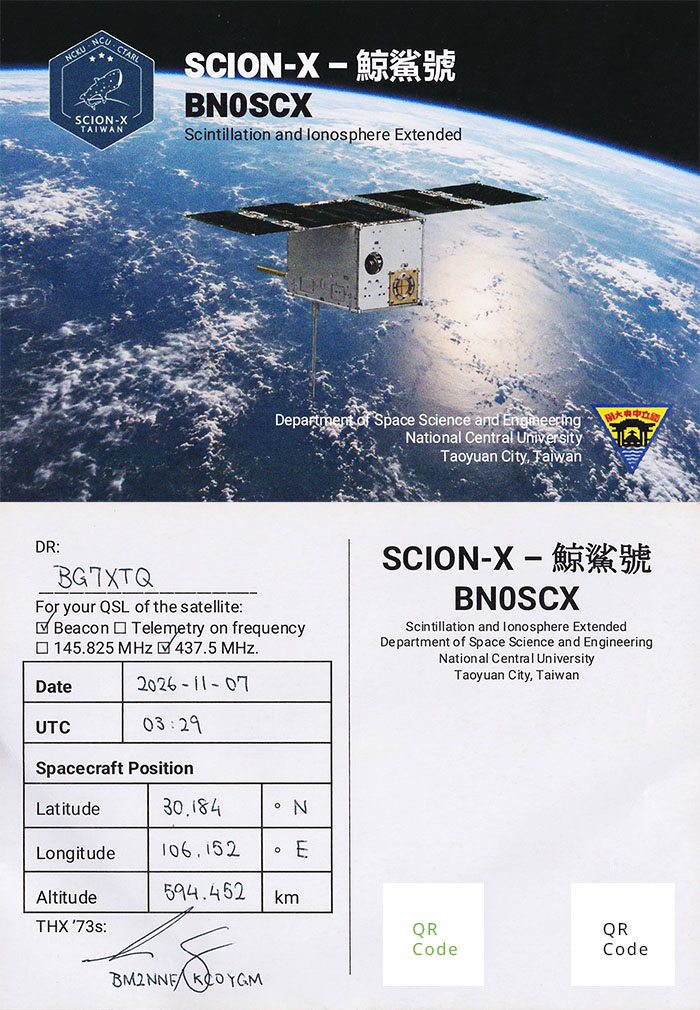 NCKU . NCU . CTARL
SCION-X
TAIWAN
SCION-X – 鯨鯊號
BN0SCX
Scintillation and Ionosphere Extended
Department of Space Science and Engineering
National Central University
Taoyuan City, Taiwan
國立中央大學
DR:
BG7XTQ
For your QSL of the satellite:
☑ Beacon ☐ Telemetry on frequency
☐ 145.825 MHz ☑ 437.5 MHz.
Date 2026-11-07
UTC 03:29
Spacecraft Position
Latitude 30.184 ° N
Longitude 106.152 ° E
Altitude 594.452 km
THX '73s:
BM2NNF/KC0YGM
SCION-X – 鯨鯊號
BN0SCX
Scintillation and Ionosphere Extended
Department of Space Science and Engineering
National Central University
Taoyuan City, Taiwan
QR
Code
QR
Code